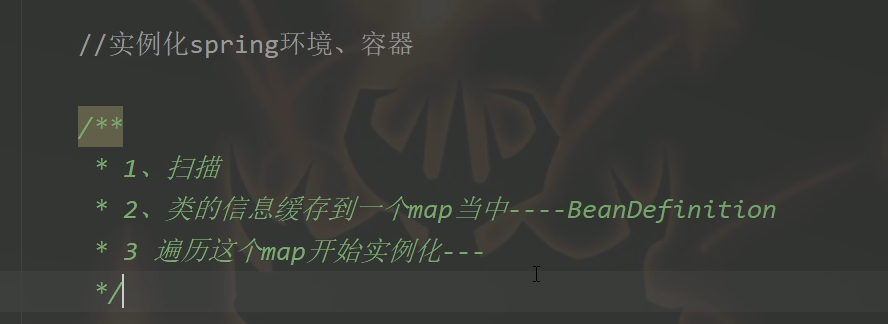 //实例化spring环境、容器
/**
* 1、扫描
* 2、类的信息缓存到一个map当中----BeanDefinition
* 3 遍历这个map开始实例化---
*/